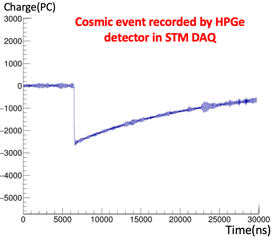 Charge(PC)
Cosmic event recorded by HPGe
detector in STM DAQ
3000
2000
1000
0
-1000
-2000
-3000
-4000
-5000
0 5000 10000 15000 20000 25000 30000
Time(ns)